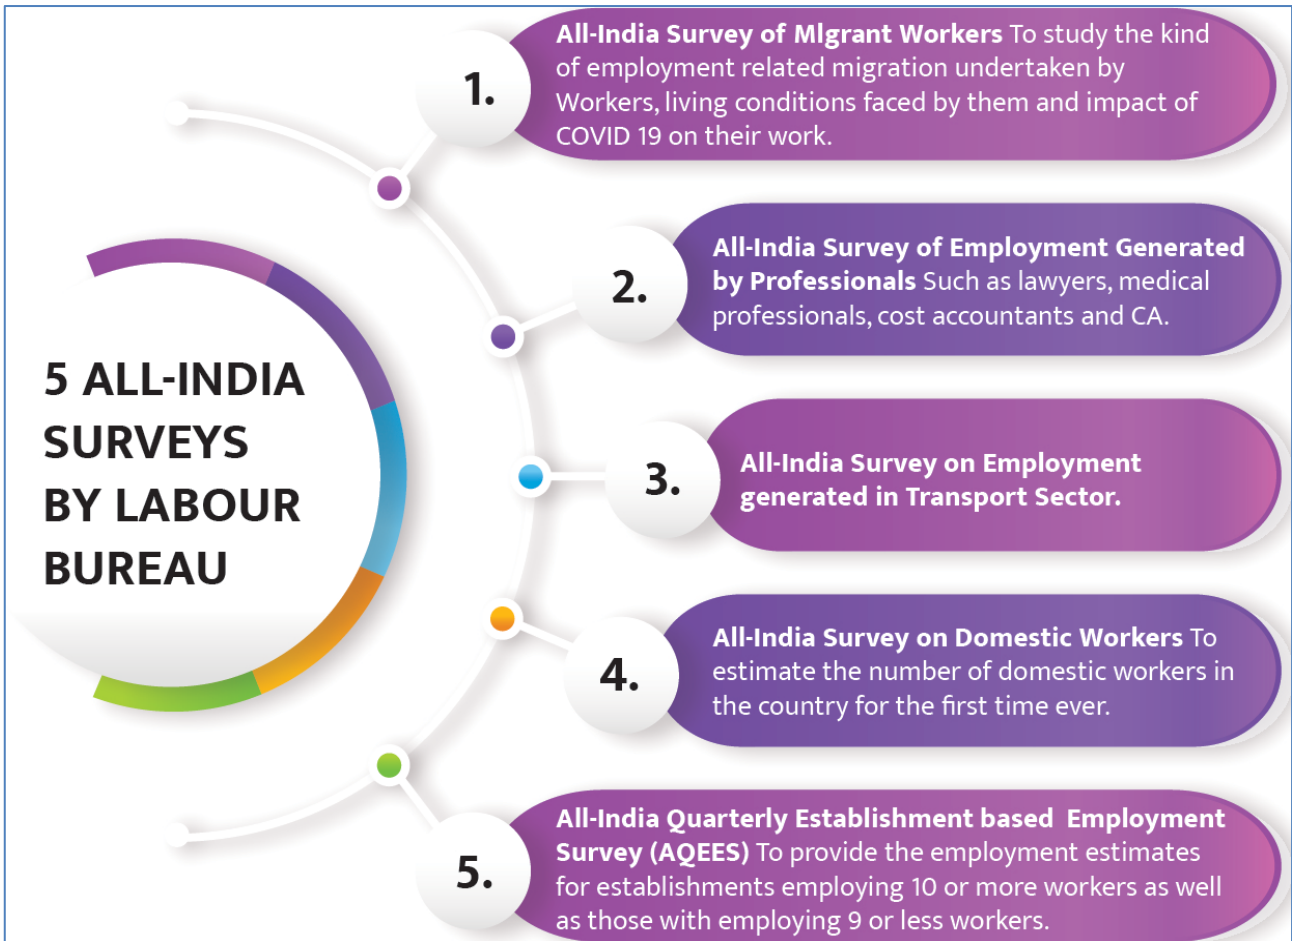 5 ALL-INDIA
SURVEYS
BY LABOUR
BUREAU
1.
All-India Survey of MIgrant Workers To study the kind
of employment related migration undertaken by
Workers, living conditions faced by them and impact of
COVID 19 on their work.
2.
All-India Survey of Employment Generated
by Professionals Such as lawyers, medical
professionals, cost accountants and CA.
3.
All-India Survey on Employment
generated in Transport Sector.
4.
All-India Survey on Domestic Workers To
estimate the number of domestic workers in
the country for the first time ever.
5.
All-India Quarterly Establishment based Employment
Survey (AQEES) To provide the employment estimates
for establishments employing 10 or more workers as well
as those with employing 9 or less workers.